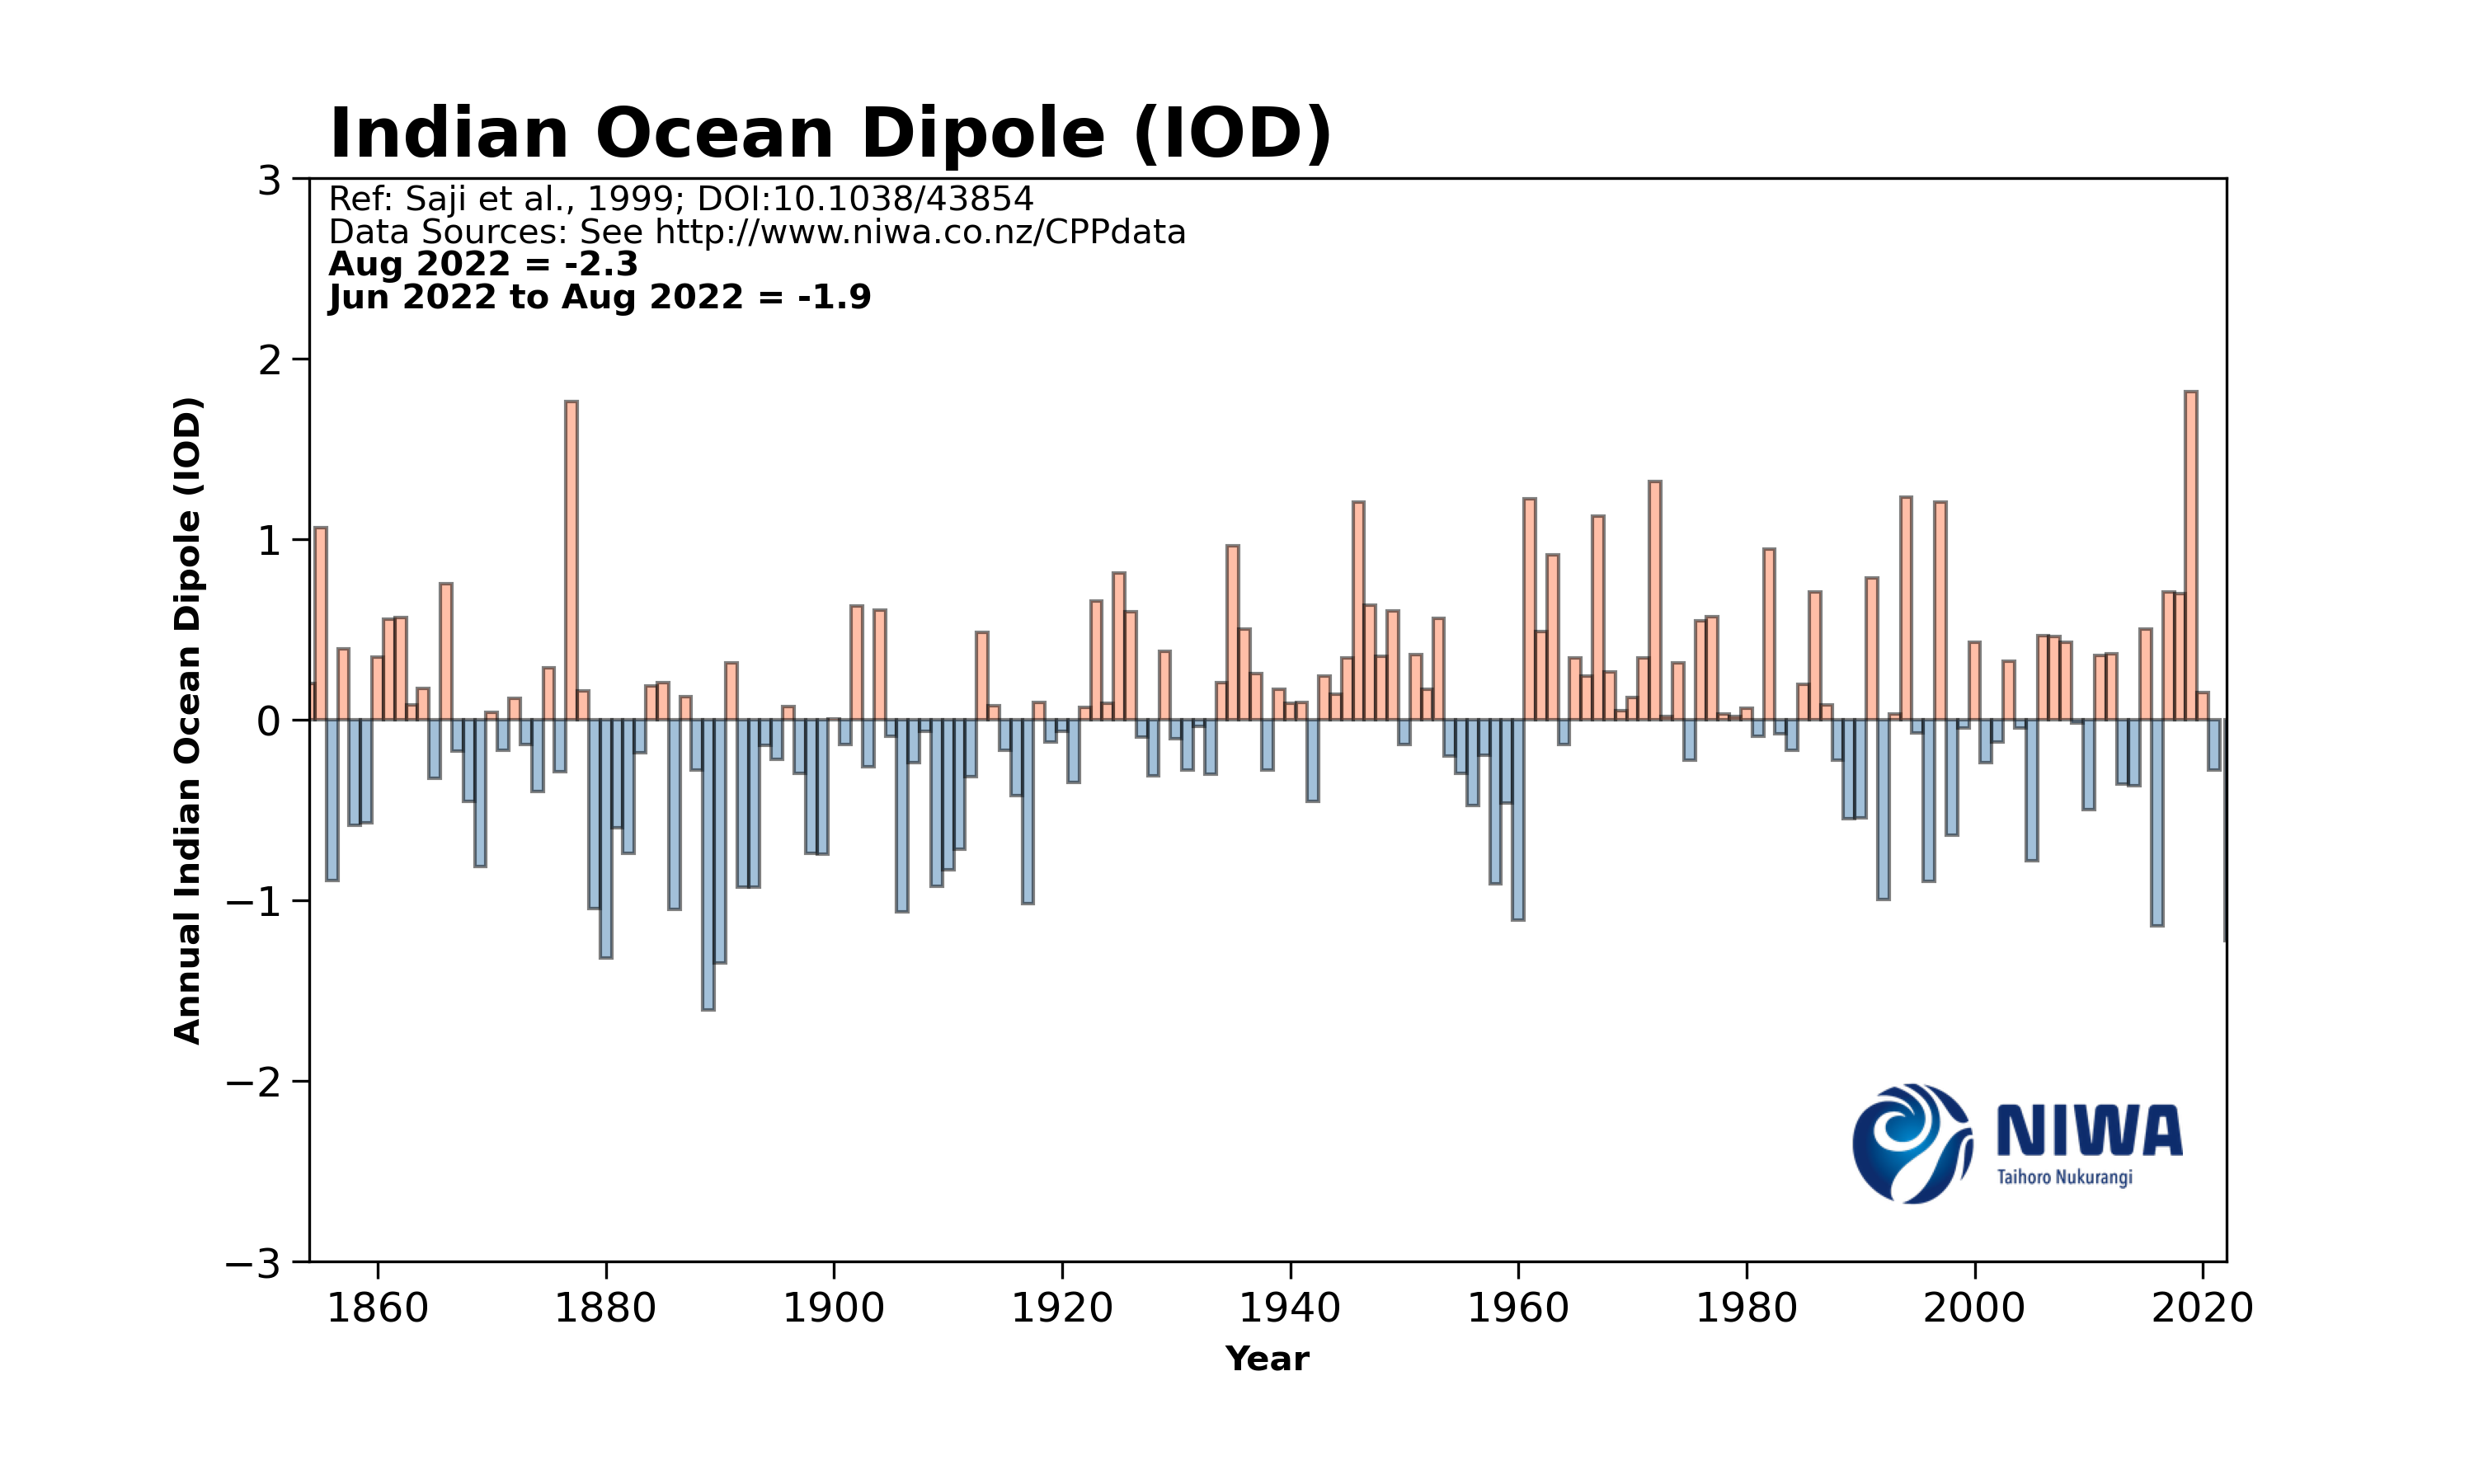 Indian Ocean Dipole (IOD)
Ref: Saji et al., 1999; DOI:10.1038/43854
Data Sources: See http://www.niwa.co.nz/CPPdata
Aug 2022 = -2.3
Jun 2022 to Aug 2022 = -1.9
Annual Indian Ocean Dipole (IOD)
3
2
1
0
−1
−2
−3
NIWA
Taihoro Nukurangi
1860 1880 1900 1920 1940 1960 1980 2000 2020
Year